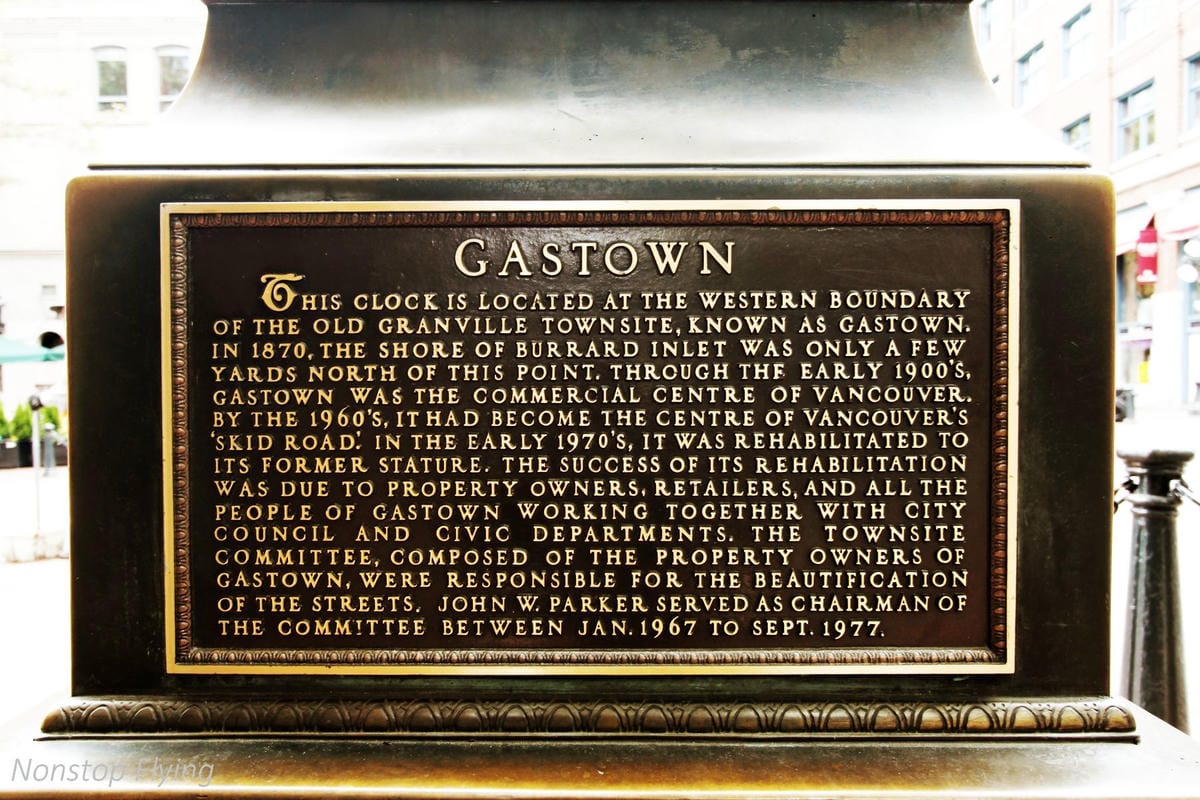 GASTOWN
THIS CLOCK IS LOCATED AT THE WESTERN BOUNDARY
OF THE OLD GRANVILLE TOWNSITE, KNOWN AS GASTOWN.
IN 1870, THE SHORE OF BURRARD INLET WAS ONLY A FEW
YARDS NORTH OF THIS POINT. THROUGH THE EARLY 1900'S,
GASTOWN WAS THE COMMERCIAL CENTRE OF VANCOUVER.
BY THE 1960'S, IT HAD BECOME THE CENTRE OF VANCOUVER'S
'SKID ROAD'. IN THE EARLY 1970'S, IT WAS REHABILITATED TO
ITS FORMER STATURE. THE SUCCESS OF ITS REHABILITATION
WAS DUE TO PROPERTY OWNERS, RETAILERS, AND ALL THE
PEOPLE OF GASTOWN WORKING TOGETHER WITH CITY
COUNCIL AND CIVIC DEPARTMENTS. THE TOWNSITE
COMMITTEE, COMPOSED OF THE PROPERTY OWNERS OF
GASTOWN, WERE RESPONSIBLE FOR THE BEAUTIFICATION
OF THE STREETS. JOHN W. PARKER SERVED AS CHAIRMAN OF
THE COMMITTEE BETWEEN JAN. 1967 TO SEPT. 1977.
Nonstop Flying